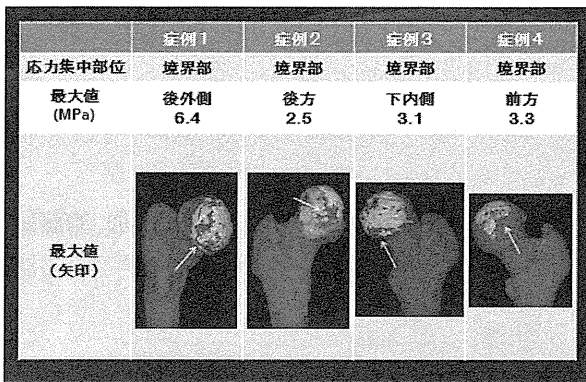 症例1 症例2 症例3 症例4
応力集中部位 境界部 境界部 境界部 境界部
最大値 後外側 後方 下内側 前方
(MPa) 6.4 2.5 3.1 3.3
最大値
(矢印)